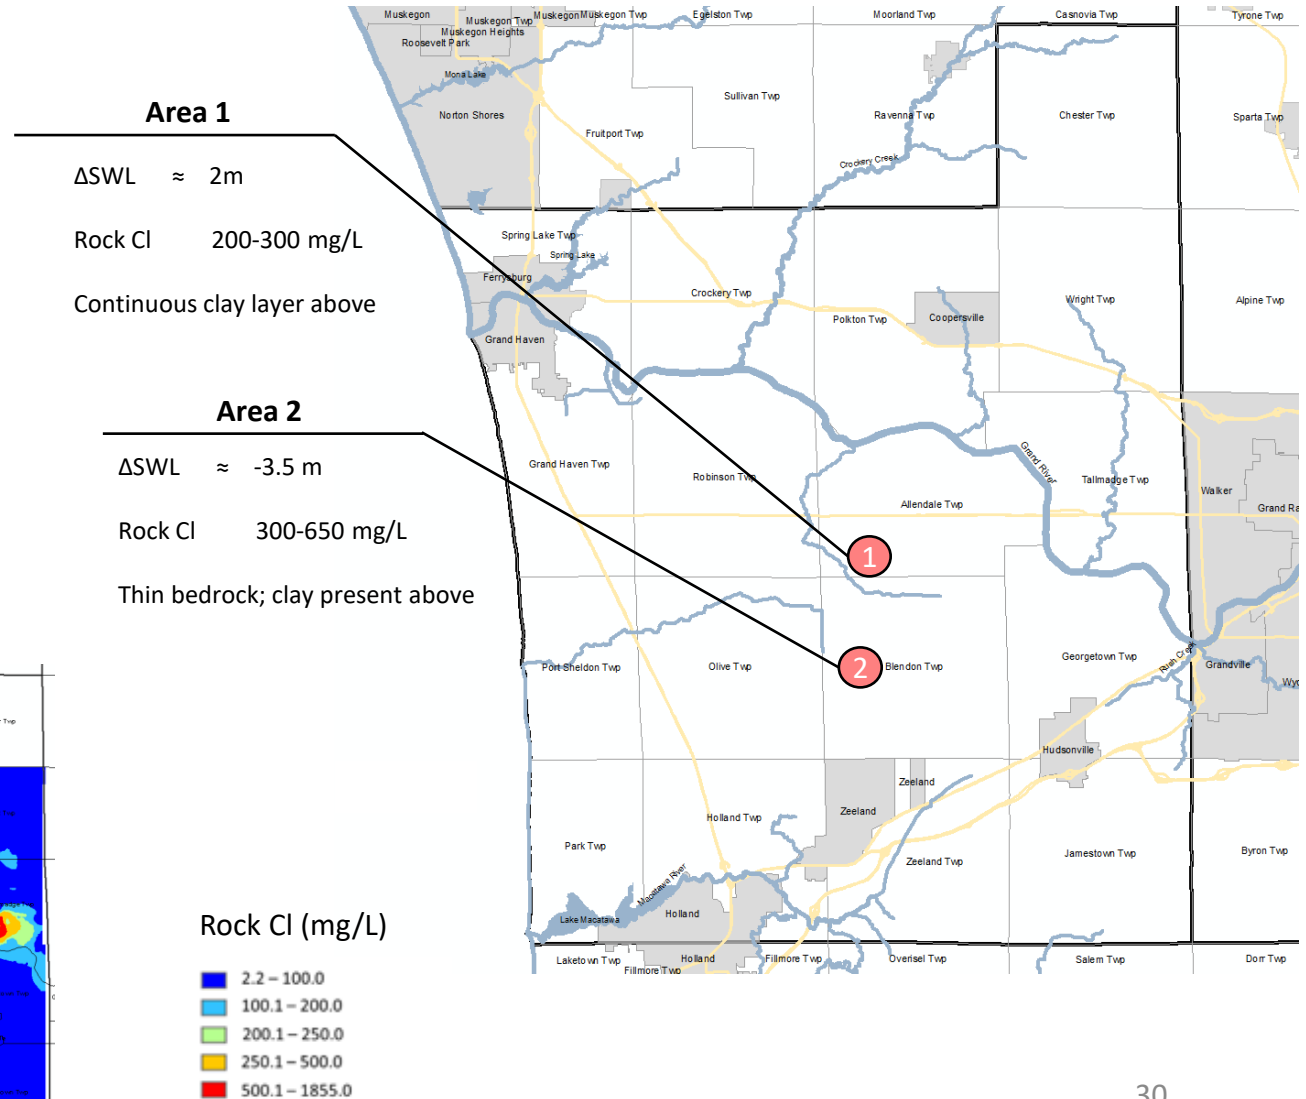 Area 1
ΔSWL ≈ 2m
Rock Cl 200-300 mg/L
Continuous clay layer above
Area 2
ΔSWL ≈ -3.5 m
Rock Cl 300-650 mg/L
Thin bedrock; clay present above
Rock Cl (mg/L)
2.2 – 100.0
100.1 – 200.0
200.1 – 250.0
250.1 – 500.0
500.1 – 1855.0
Muskegon
Muskegon Twp
Muskegon
Muskegon Twp
Egelston Twp
Moorland Twp
Casnovia Twp
Tyrone Twp
Muskegon Heights
Roosevelt Park
Mona Lake
Norton Shores
Sullivan Twp
Fruitport Twp
Ravenna Twp
Chester Twp
Sparta Twp
Crockery Creek
Spring Lake Twp
Spring Lake
Ferrysburg
Crockery Twp
Polkton Twp
Coopersville
Wright Twp
Alpine Twp
Grand Haven
Grand Haven Twp
Robinson Twp
Allendale Twp
Grand River
Tallmadge Twp
Walker
Grand Ra
1
2
Port Sheldon Twp
Olive Twp
Blendon Twp
Georgetown Twp
Rush Creek
Grandville
Wyo
Hudsonville
Zeeland
Zeeland
Holland Twp
Park Twp
Zeeland Twp
Jamestown Twp
Byron Twp
Macatawa River
Lake Macatawa
Holland
Laketown Twp
Fillmore Twp
Holland
Fillmore Twp
Overisel Twp
Salem Twp
Dorr Twp
30